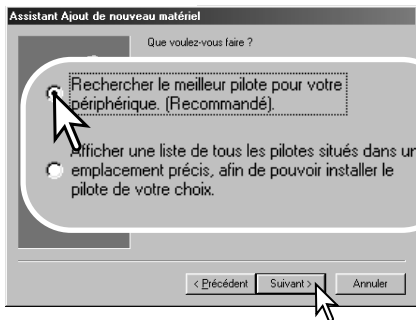 Assistant Ajout de nouveau matériel
Que voulez-vous faire ?
Rechercher le meilleur pilote pour votre
périphérique. (Recommandé).
Afficher une liste de tous les pilotes situés dans un
emplacement précis, afin de pouvoir installer le
pilote de votre choix.
< Précédent
Suivant >
Annuler